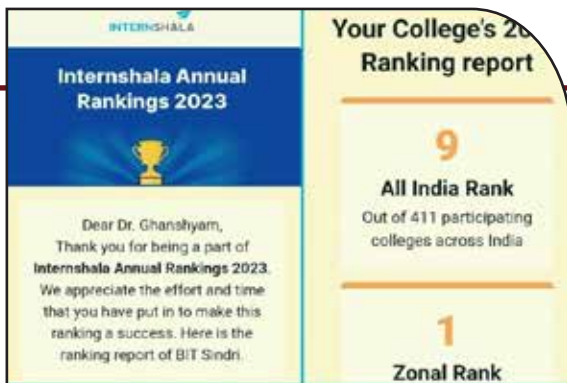 INTERNSHALA
Internshala Annual
Rankings 2023
Dear Dr. Ghanshyam,
Thank you for being a part of
Internshala Annual Rankings 2023.
We appreciate the effort and time
that you have put in to make this
ranking a success. Here is the
ranking report of BIT Sindri.
Your College's
Ranking report
9
All India Rank
Out of 411 participating
colleges across India
1
Zonal Rank